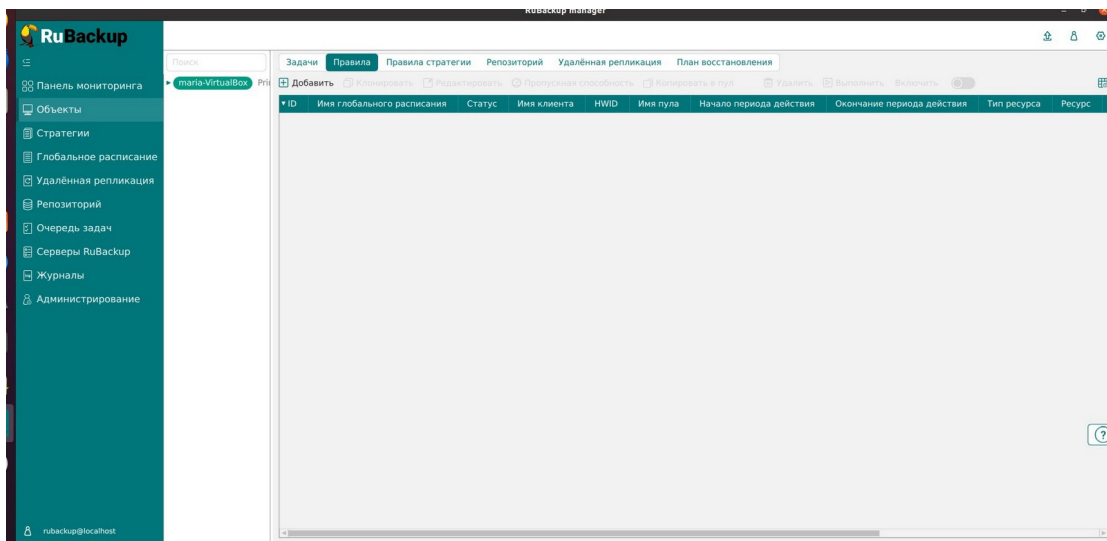 RuBackup manager
RuBackup
Поиск
Задачи Правила Правила стратегии Репозиторий Удалённая репликация План восстановления
Панель мониторинга
maria-VirtualBox Pri
Добавить Клонировать Редактировать Пропускная способность Копировать в пул Удалить Выполнить Включить
Объекты
ID Имя глобального расписания Статус Имя клиента HWID Имя пула Начало периода действия Окончание периода действия Тип ресурса Ресурс
Стратегии
Глобальное расписание
Удалённая репликация
Репозиторий
Очередь задач
Серверы RuBackup
Журналы
Администрирование
?
rubackup@localhost